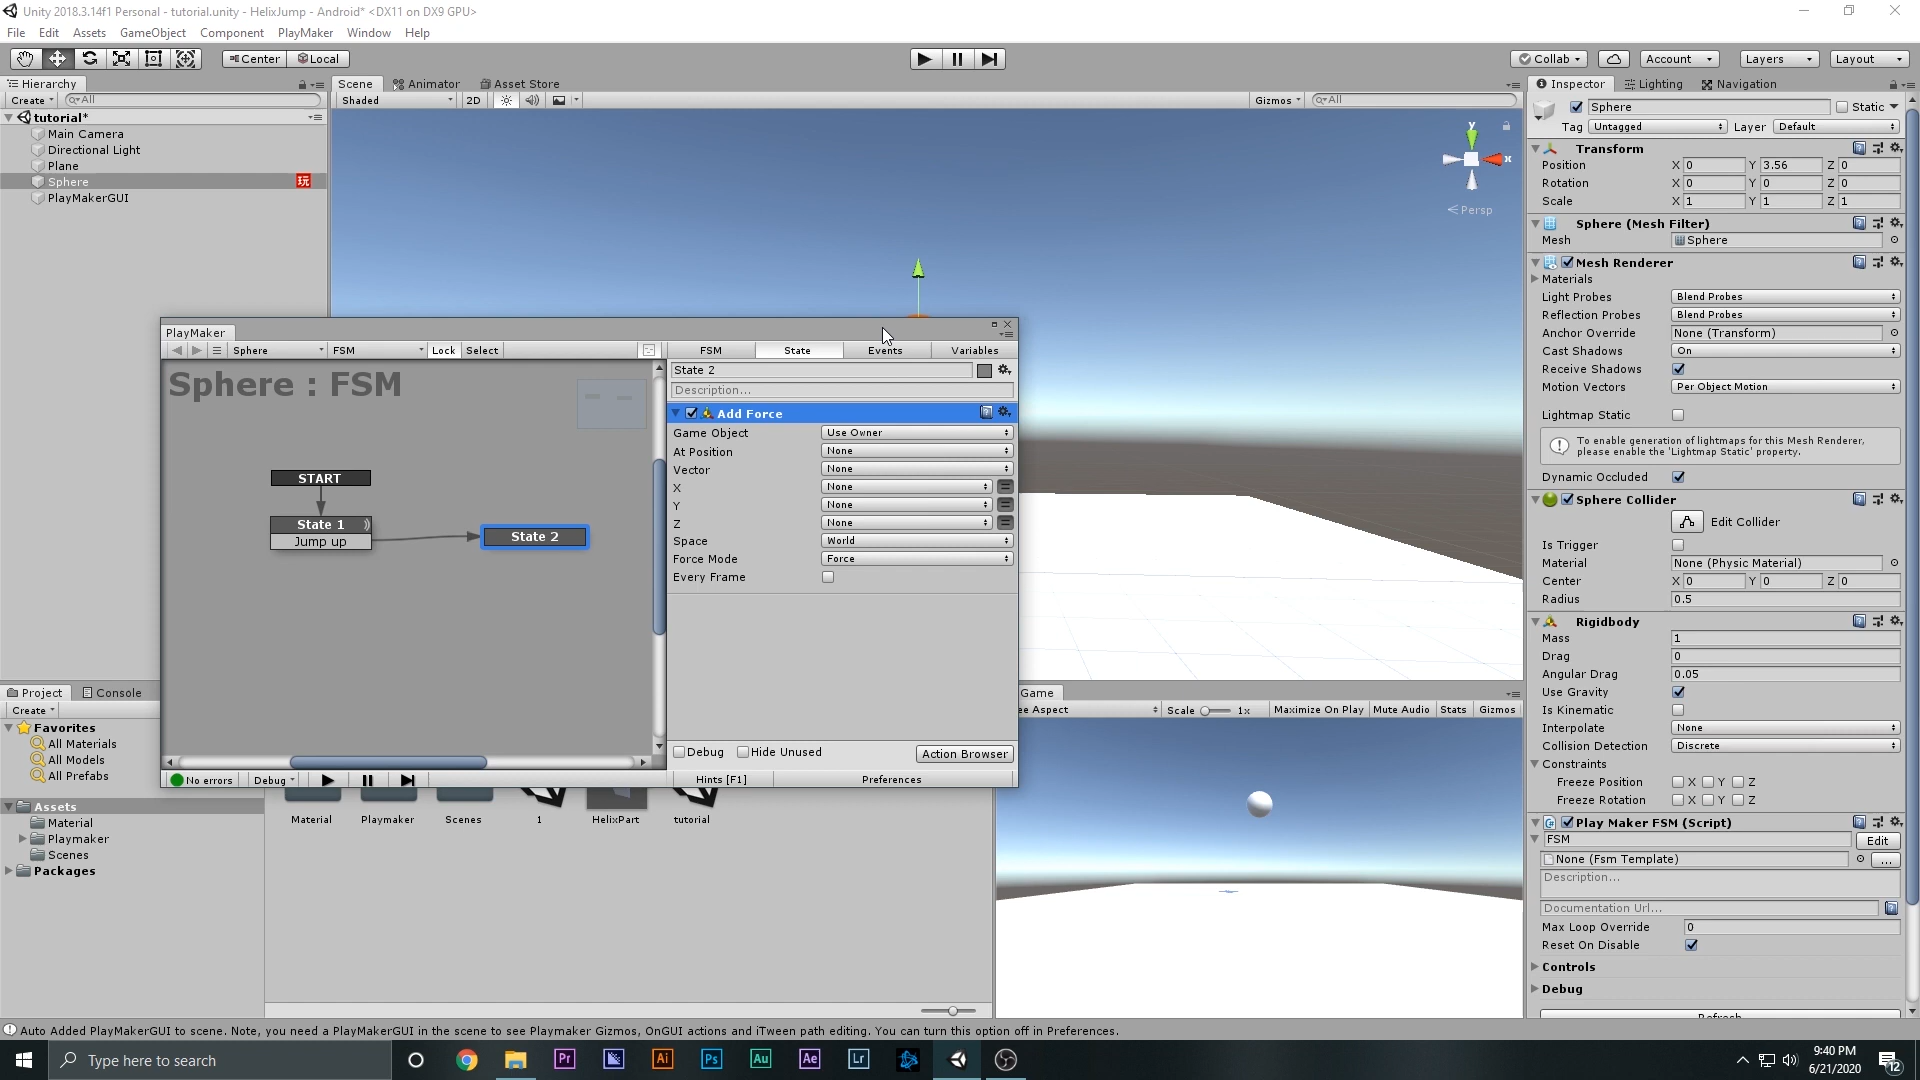 Unity 2018.3.14f1 Personal - tutorial.unity - HelixJump - Android* <DX11 on DX9 GPU>
File Edit Assets GameObject Component PlayMaker Window Help
Center Local Collab Account Layers Layout
Hierarchy
Create All
tutorial*
Main Camera
Directional Light
Plane
Sphere 玩
PlayMakerGUI
Scene Animator Asset Store
Shaded 2D Gizmos All
y
x
Persp
PlayMaker
Sphere FSM Lock Select
Sphere : FSM
START
State 1
Jump up
State 2
No errors Debug
FSM State Events Variables
State 2
Description...
Add Force
Game Object Use Owner
At Position None
Vector None
X None
Y None
Z None
Space World
Force Mode Force
Every Frame
Debug Hide Unused Action Browser
Hints [F1] Preferences
Project Console
Create
Favorites
All Materials
All Models
All Prefabs
Assets
Material
Playmaker
Scenes
Packages
Material Playmaker Scenes 1 HelixPart tutorial
Game
ee Aspect Scale 1x Maximize On Play Mute Audio Stats Gizmos
Inspector Lighting Navigation
Sphere Static
Tag Untagged Layer Default
Transform
Position X 0 Y 3.56 Z 0
Rotation X 0 Y 0 Z 0
Scale X 1 Y 1 Z 1
Sphere (Mesh Filter)
Mesh Sphere
Mesh Renderer
Materials
Light Probes Blend Probes
Reflection Probes Blend Probes
Anchor Override None (Transform)
Cast Shadows On
Receive Shadows
Motion Vectors Per Object Motion
Lightmap Static
To enable generation of lightmaps for this Mesh Renderer,
please enable the 'Lightmap Static' property.
Dynamic Occluded
Sphere Collider
Edit Collider
Is Trigger
Material None (Physic Material)
Center X 0 Y 0 Z 0
Radius 0.5
Rigidbody
Mass 1
Drag 0
Angular Drag 0.05
Use Gravity
Is Kinematic
Interpolate None
Collision Detection Discrete
Constraints
Freeze Position X Y Z
Freeze Rotation X Y Z
Play Maker FSM (Script)
FSM Edit
None (Fsm Template) ...
Description...
Documentation Url...
Max Loop Override 0
Reset On Disable
Controls
Debug
Refresh
Auto Added PlayMakerGUI to scene. Note, you need a PlayMakerGUI in the scene to see Playmaker Gizmos, OnGUI actions and iTween path editing. You can turn this option off in Preferences.
Type here to search
Pr Ai Ps Au Ae Lr
9:40 PM
6/21/2020
12